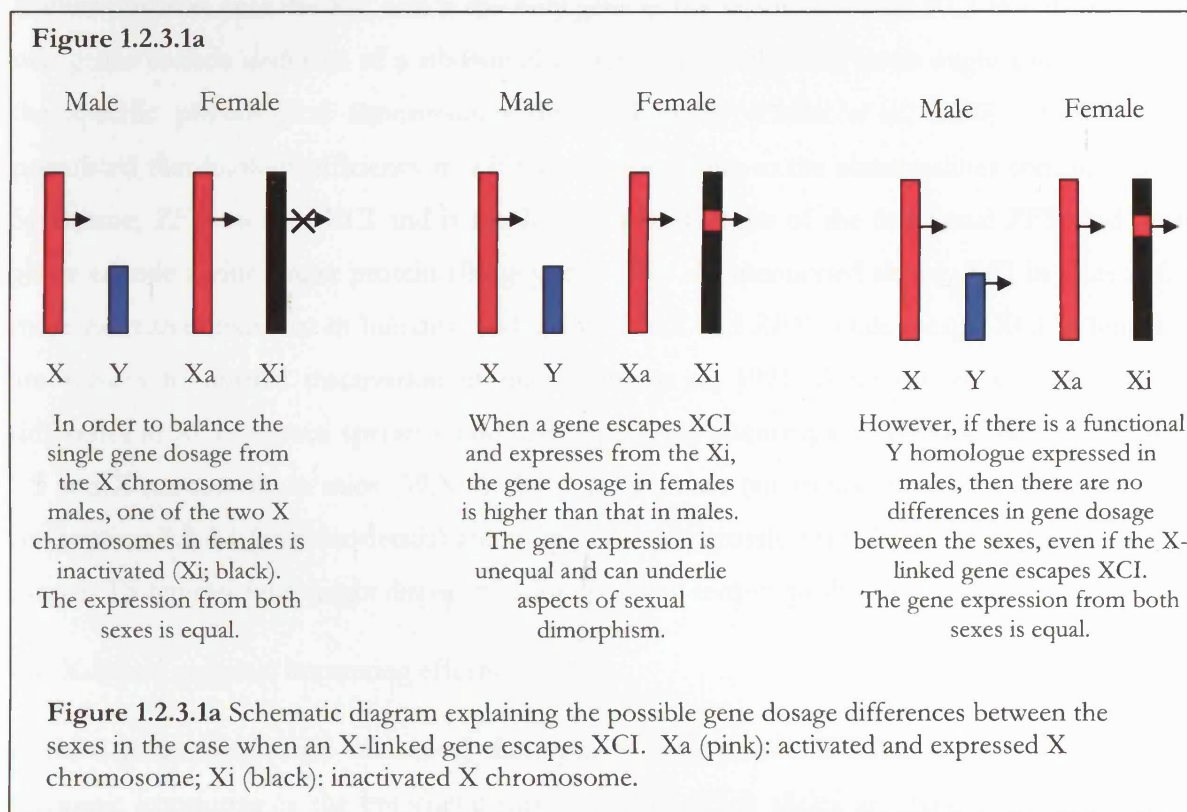 Figure 1.2.3.1a
Male Female
X Y Xa Xi
In order to balance the
single gene dosage from
the X chromosome in
males, one of the two X
chromosomes in females is
inactivated (Xi; black).
The expression from both
sexes is equal.
Male Female
X Y Xa Xi
When a gene escapes XCI
and expresses from the Xi,
the gene dosage in females
is higher than that in males.
The gene expression is
unequal and can underlie
aspects of sexual
dimorphism.
Male Female
X Y Xa Xi
However, if there is a functional
Y homologue expressed in
males, then there are no
differences in gene dosage
between the sexes, even if the X-
linked gene escapes XCI.
The gene expression from both
sexes is equal.
Figure 1.2.3.1a Schematic diagram explaining the possible gene dosage differences between the
sexes in the case when an X-linked gene escapes XCI. Xa (pink): activated and expressed X
chromosome; Xi (black): inactivated X chromosome.